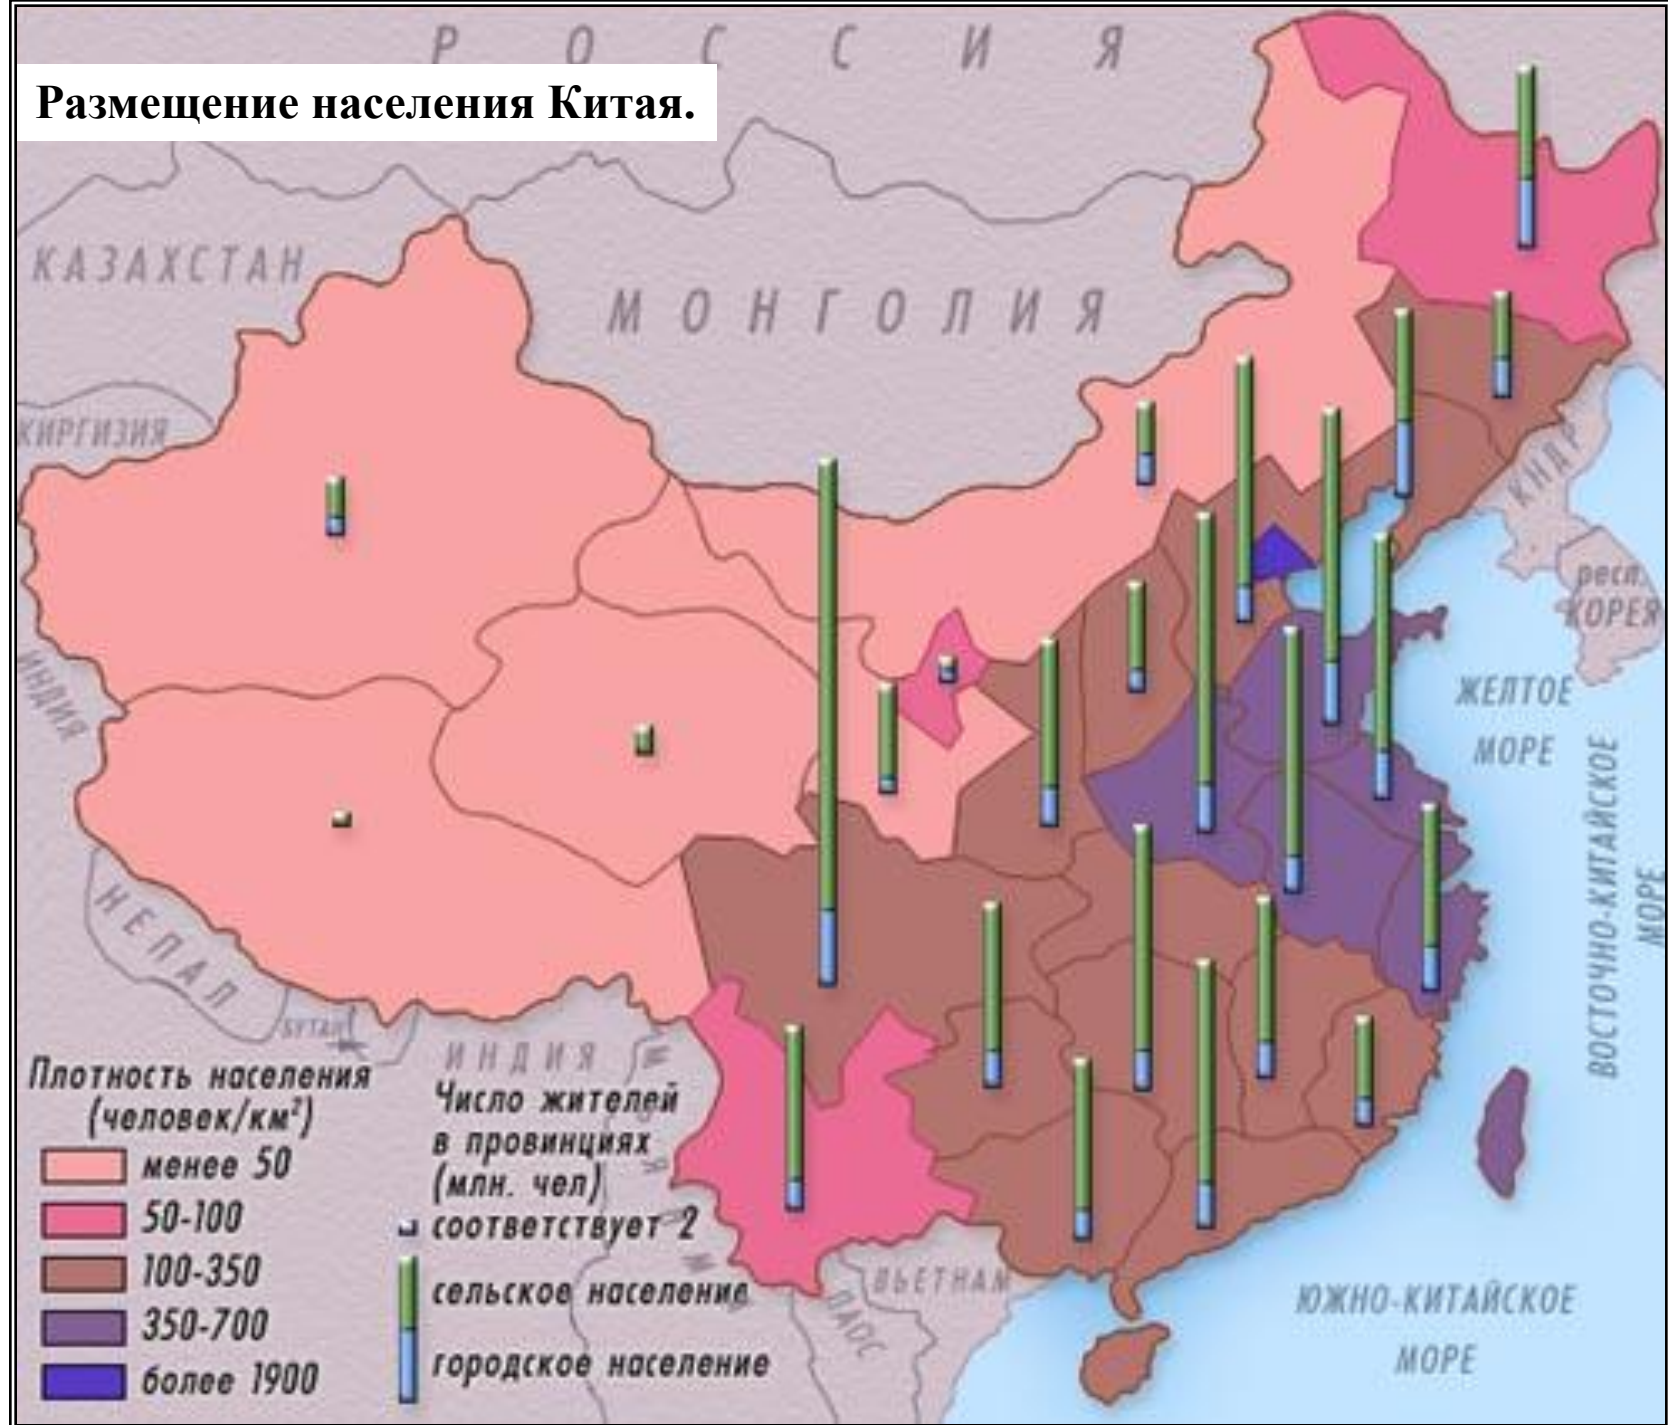 РОССИЯ
Размещение населения Китая.
КАЗАХСТАН
МОНГОЛИЯ
КИРГИЗИЯ
КНДР
респ.
КОРЕЯ
ИНДИЯ
ЖЕЛТОЕ
МОРЕ
ВОСТОЧНО-КИТАЙСКОЕ
МОРЕ
НЕПАЛ
БУТАН
ИНДИЯ
Плотность населения
(человек/км²)
менее 50
50-100
100-350
350-700
более 1900
Число жителей
в провинциях
(млн. чел)
соответствует 2
сельское население
городское население
ВЬЕТНАМ
ЛАОС
ЮЖНО-КИТАЙСКОЕ
МОРЕ